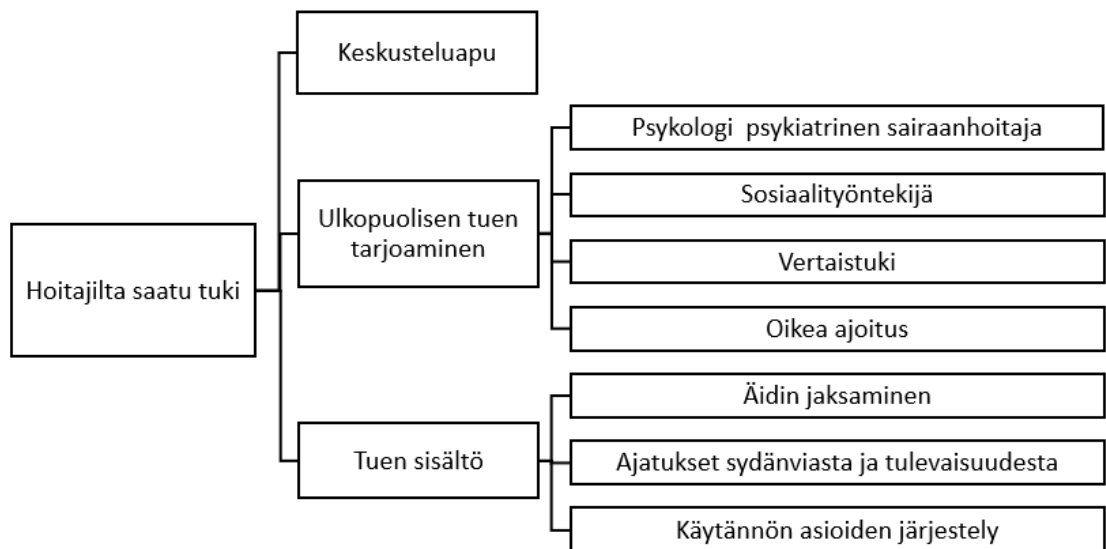 Hoitajilta saatu tuki
Keskusteluapu
Ulkopuolisen tuen
tarjoaminen
Psykologi  psykiatrinen sairaanhoitaja
Sosiaalityöntekijä
Vertaistuki
Oikea ajoitus
Tuen sisältö
Äidin jaksaminen
Ajatukset sydänviasta ja tulevaisuudesta
Käytännön asioiden järjestely